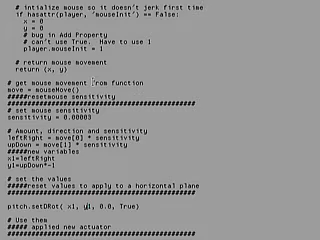 # intialize mouse so it doesn't jerk first time
if hasattr(player, 'mouseInit') == False:
x = 0
y = 0
# bug in Add Property
# can't use True.  Have to use 1
player.mouseInit = 1
# return mouse movement
return (x, y)
# get mouse movement from function
move = mouseMove()
#####resetmouse sensitivity
##################################################
# set mouse sensitivity
sensitivity = 0.00003
# Amount, direction and sensitivity
leftRight = move[0] * sensitivity
upDown = move[1] * sensitivity
#####new variables
x1=leftRight
y1=upDown*-1
# set the values
#####reset values to apply to a horizontal plane
##################################################
pitch.setDRot( x1, y1, 0.0, True)
# Use them
##### applied new actuator
##################################################